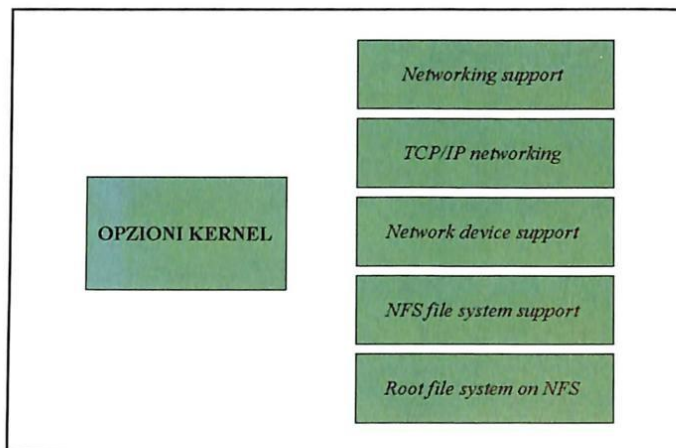 OPZIONI KERNEL
Networking support
TCP/IP networking
Network device support
NFS file system support
Root file system on NFS